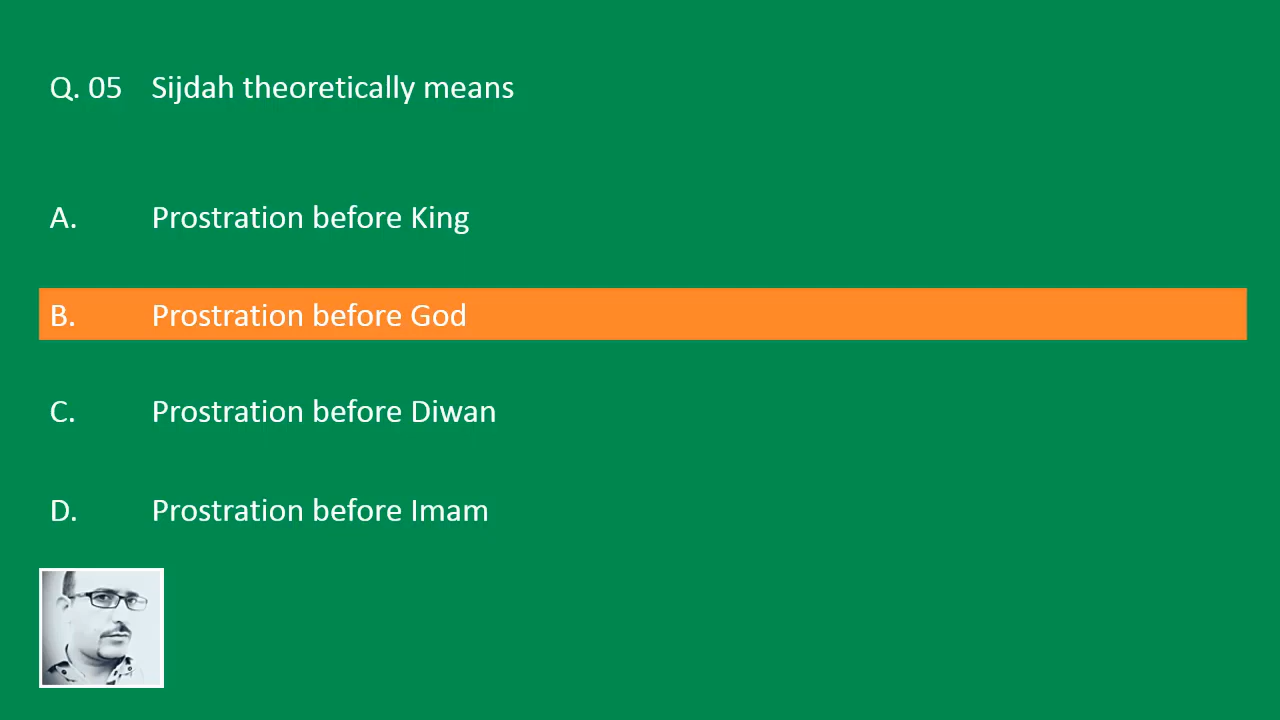 Q. 05 Sijdah theoretically means
A. Prostration before King
B. Prostration before God
C. Prostration before Diwan
D. Prostration before Imam